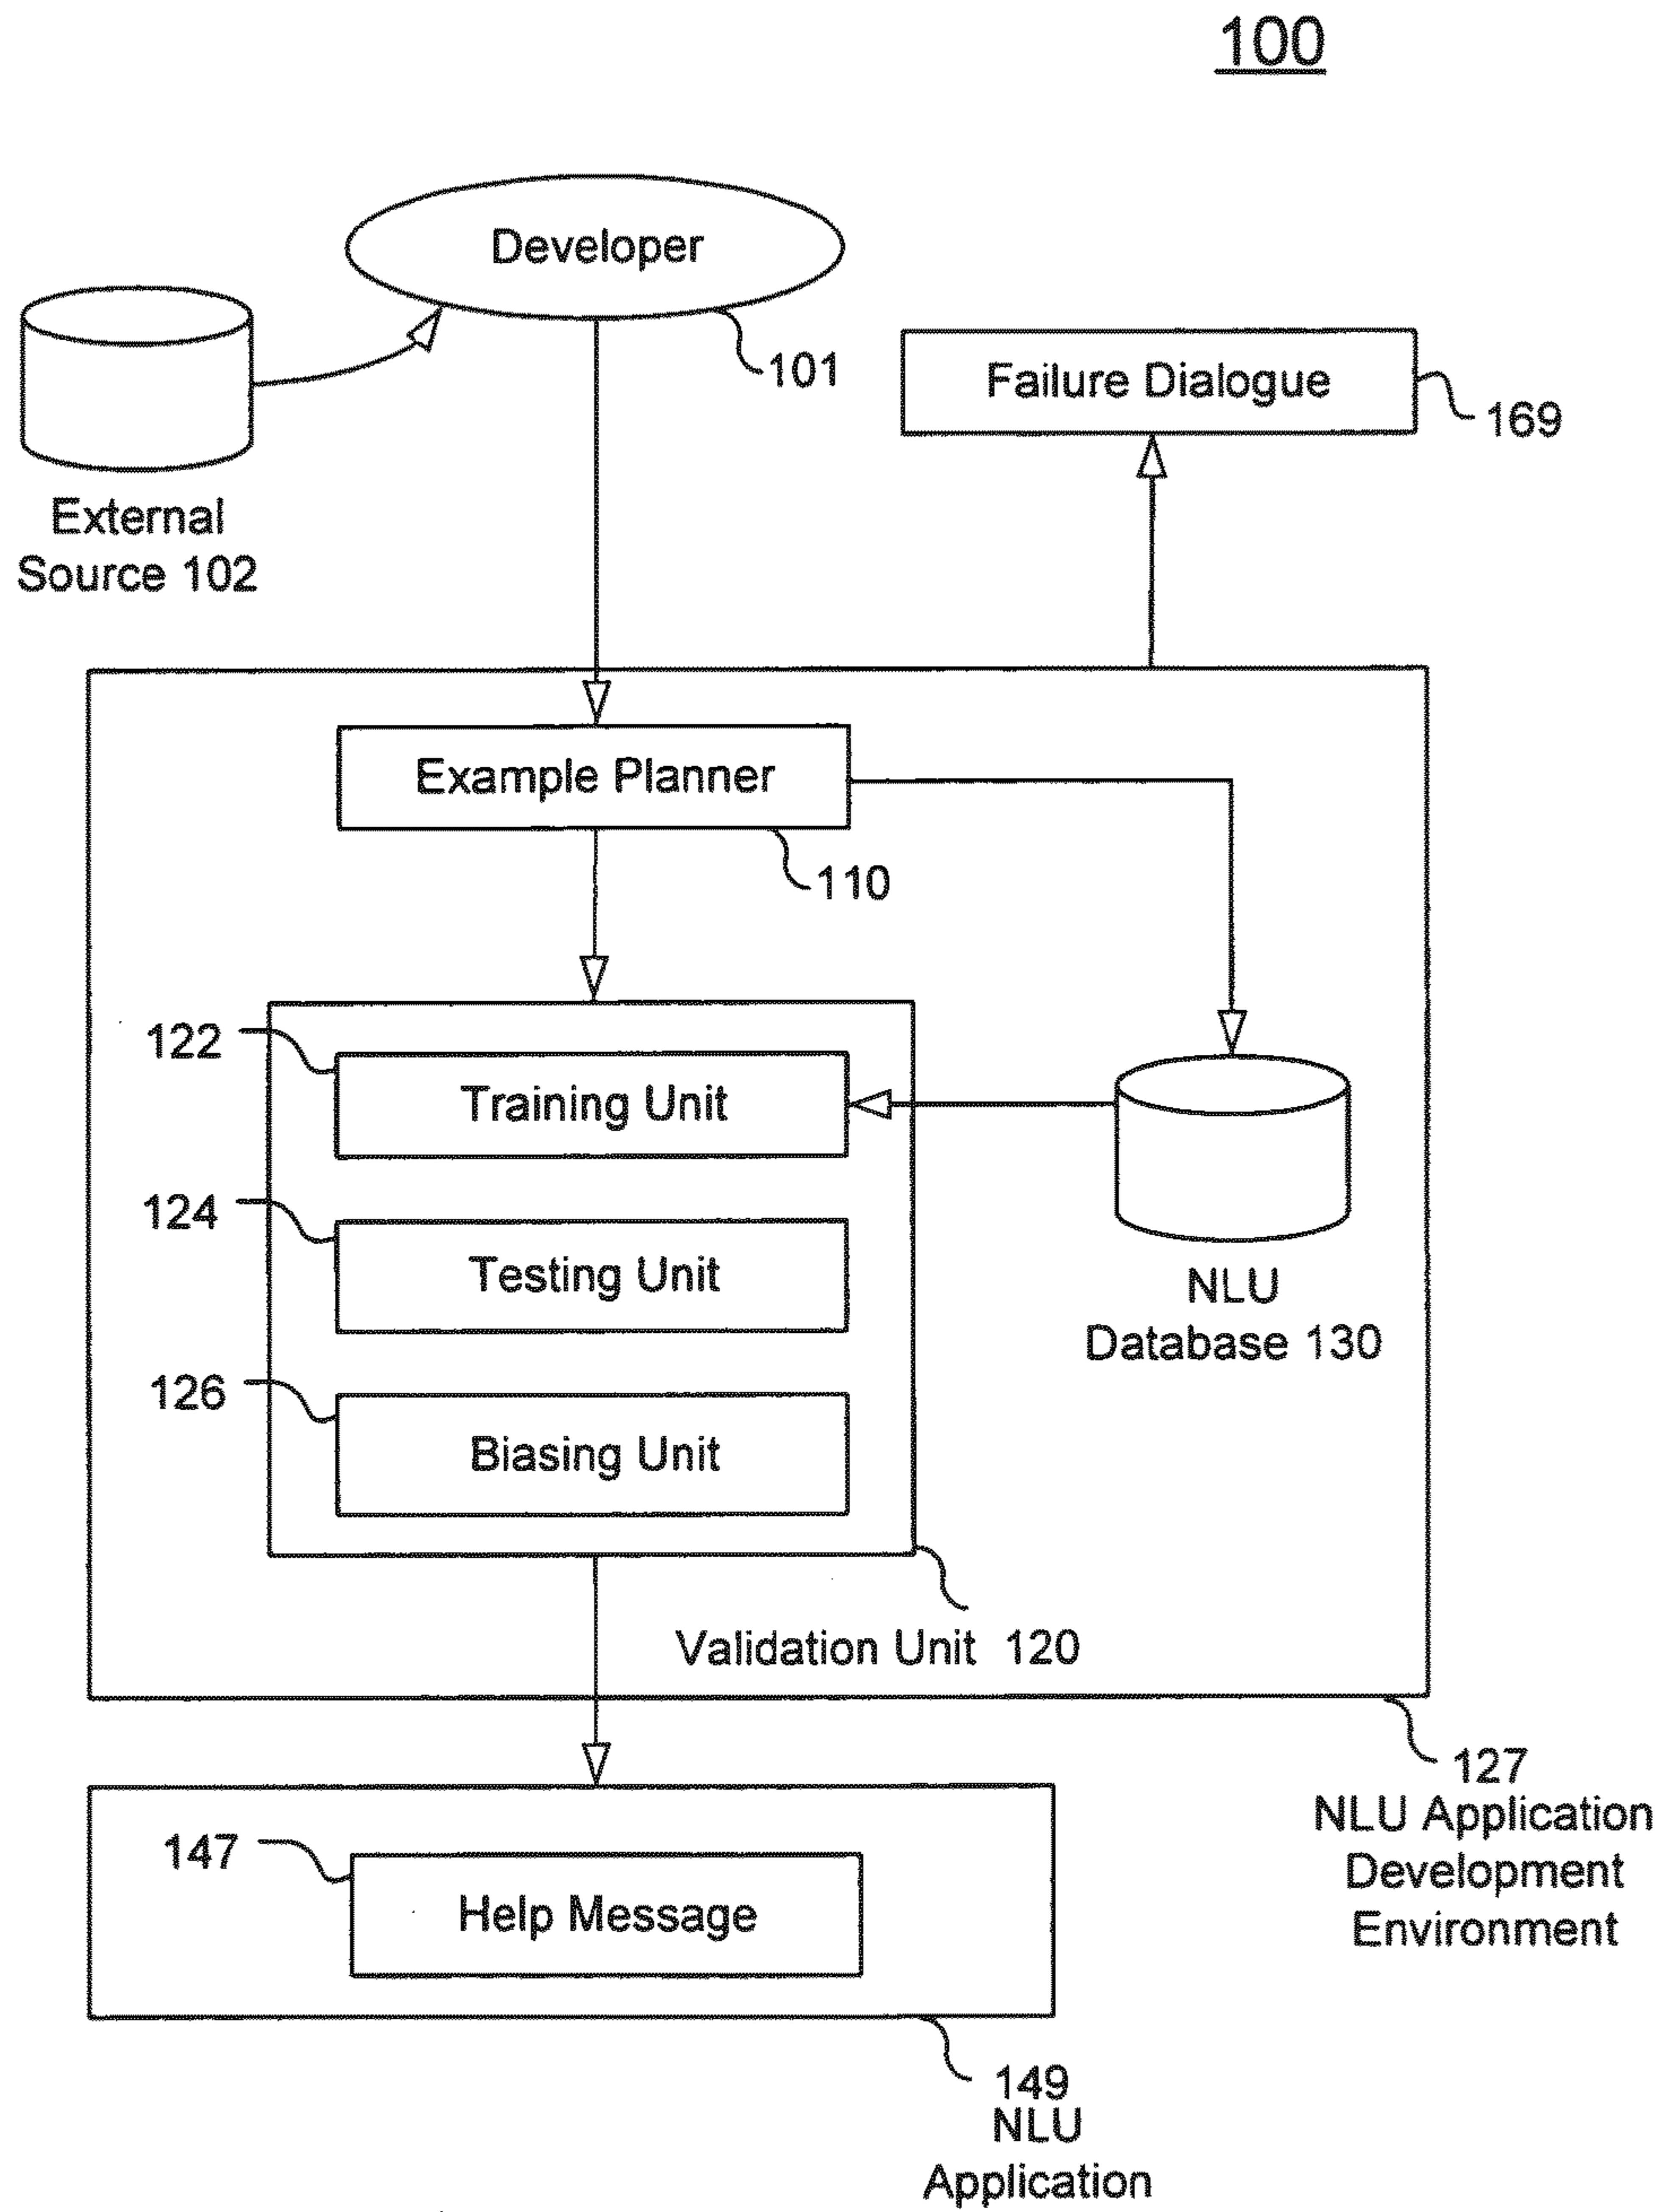 100
Developer
101
Failure Dialogue
169
External
Source 102
Example Planner
110
122
Training Unit
124
Testing Unit
NLU
Database 130
126
Biasing Unit
Validation Unit 120
127
NLU Application
Development
Environment
147
Help Message
149
NLU
Application